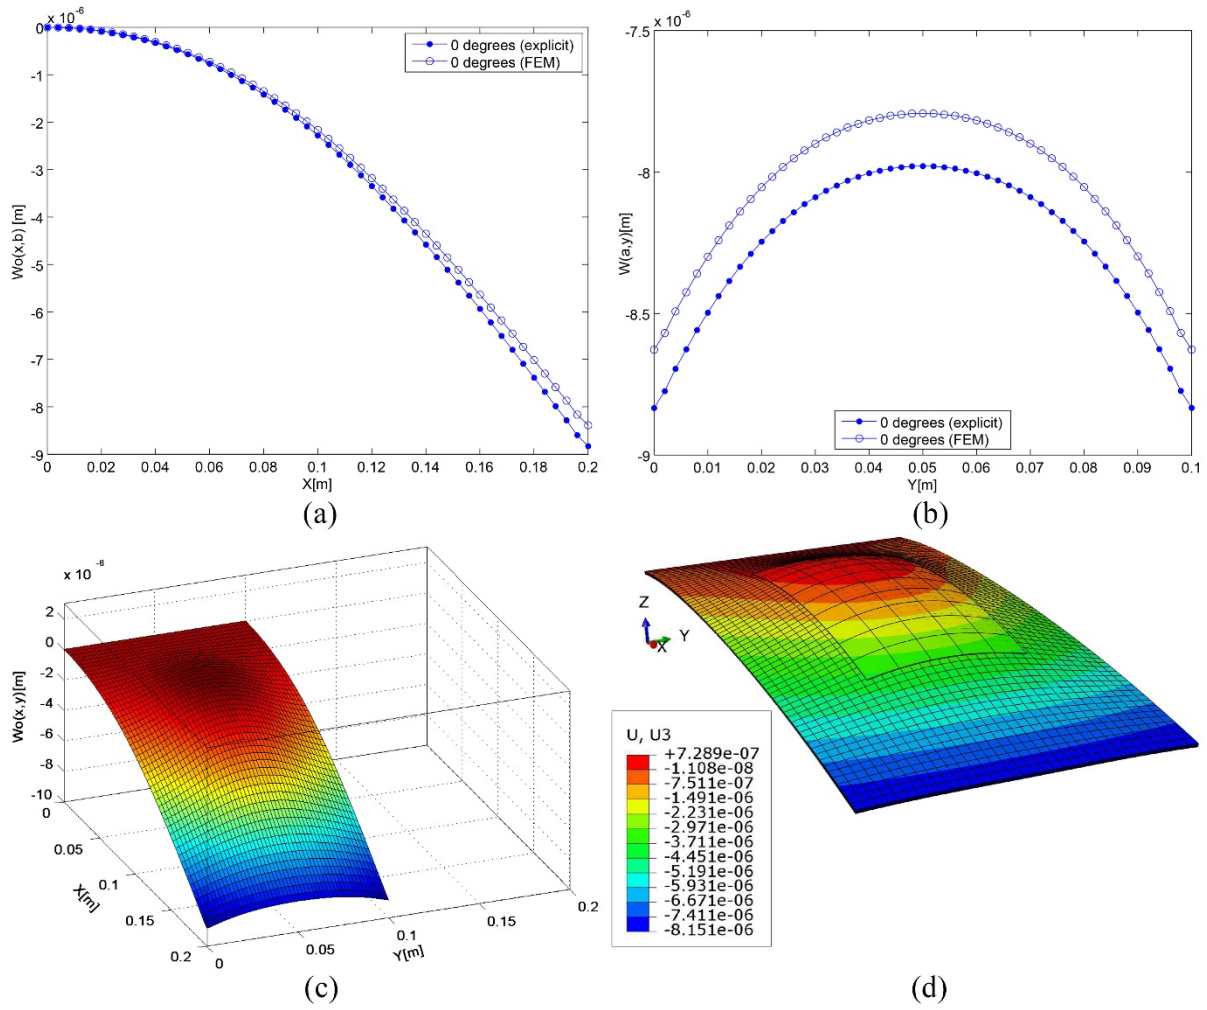 x 10 -6
0
-1
-2
-3
-4
-5
-6
-7
-8
-9
Wo(x,b) [m]
0 degrees (explicit)
0 degrees (FEM)
0 0.02 0.04 0.06 0.08 0.1 0.12 0.14 0.16 0.18 0.2
X[m]
(a)
x 10 -6
-7.5
-8
-8.5
-9
W(a,y)[m]
0 degrees (explicit)
0 degrees (FEM)
0 0.01 0.02 0.03 0.04 0.05 0.06 0.07 0.08 0.09 0.1
Y[m]
(b)
x 10 -6
2
0
-2
-4
-6
-8
-10
Wo(x,y)[m]
0
0.05
0.1
0.15
0.2
X[m]
0
0.05
0.1
0.15
0.2
Y[m]
(c)
Z
Y
X
U, U3
+7.289e-07
-1.108e-08
-7.511e-07
-1.491e-06
-2.231e-06
-2.971e-06
-3.711e-06
-4.451e-06
-5.191e-06
-5.931e-06
-6.671e-06
-7.411e-06
-8.151e-06
(d)